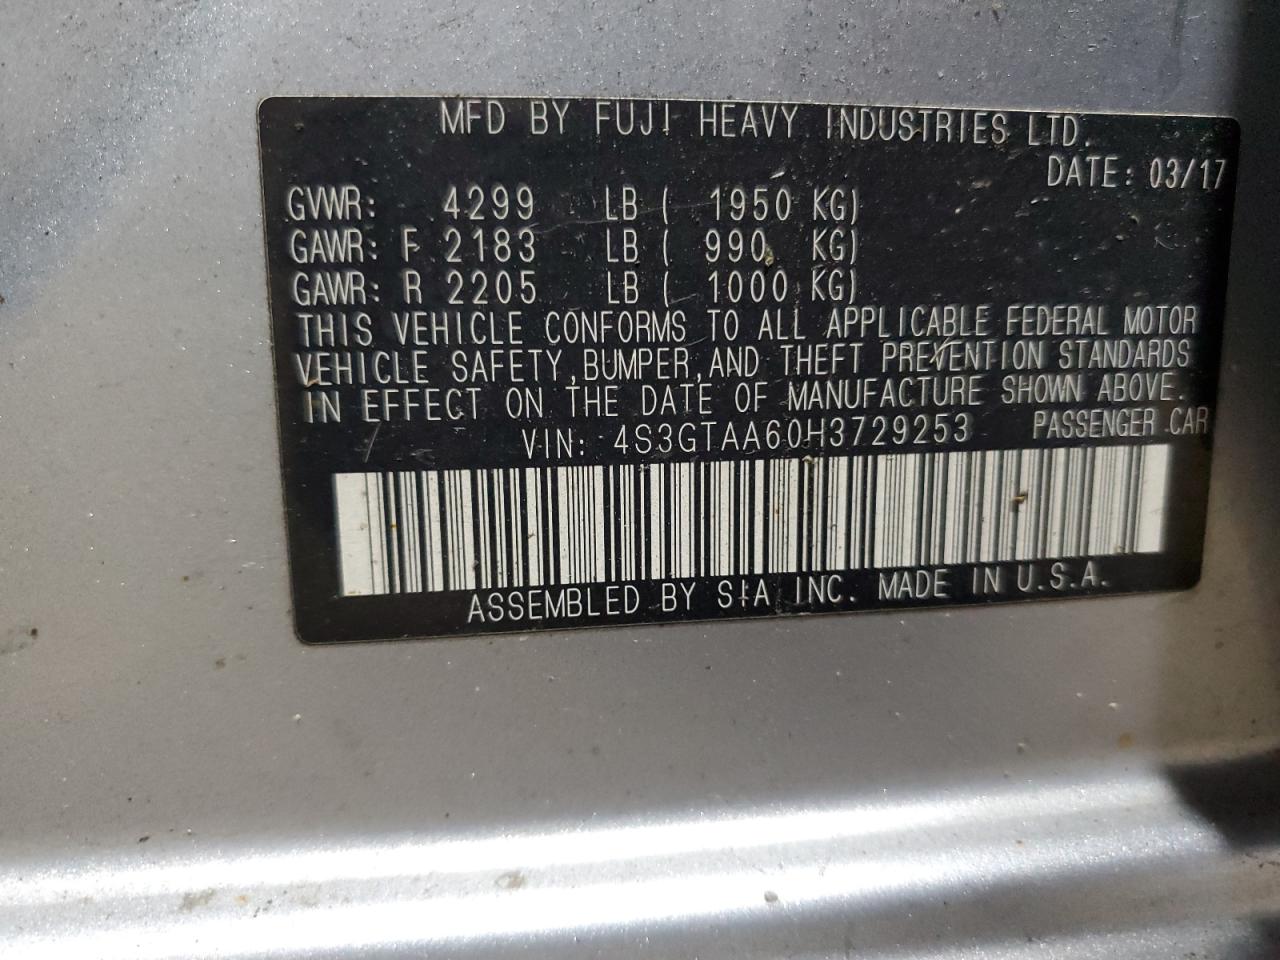 MFD BY FUJI HEAVY INDUSTRIES LTD.
DATE: 03/17
GVWR: 4299 LB ( 1950 KG)
GAWR: F 2183 LB ( 990 KG)
GAWR: R 2205 LB ( 1000 KG)
THIS VEHICLE CONFORMS TO ALL APPLICABLE FEDERAL MOTOR
VEHICLE SAFETY, BUMPER, AND THEFT PREVENTION STANDARDS
IN EFFECT ON THE DATE OF MANUFACTURE SHOWN ABOVE.
VIN: 4S3GTAA60H3729253 PASSENGER CAR
ASSEMBLED BY SIA INC. MADE IN U.S.A.